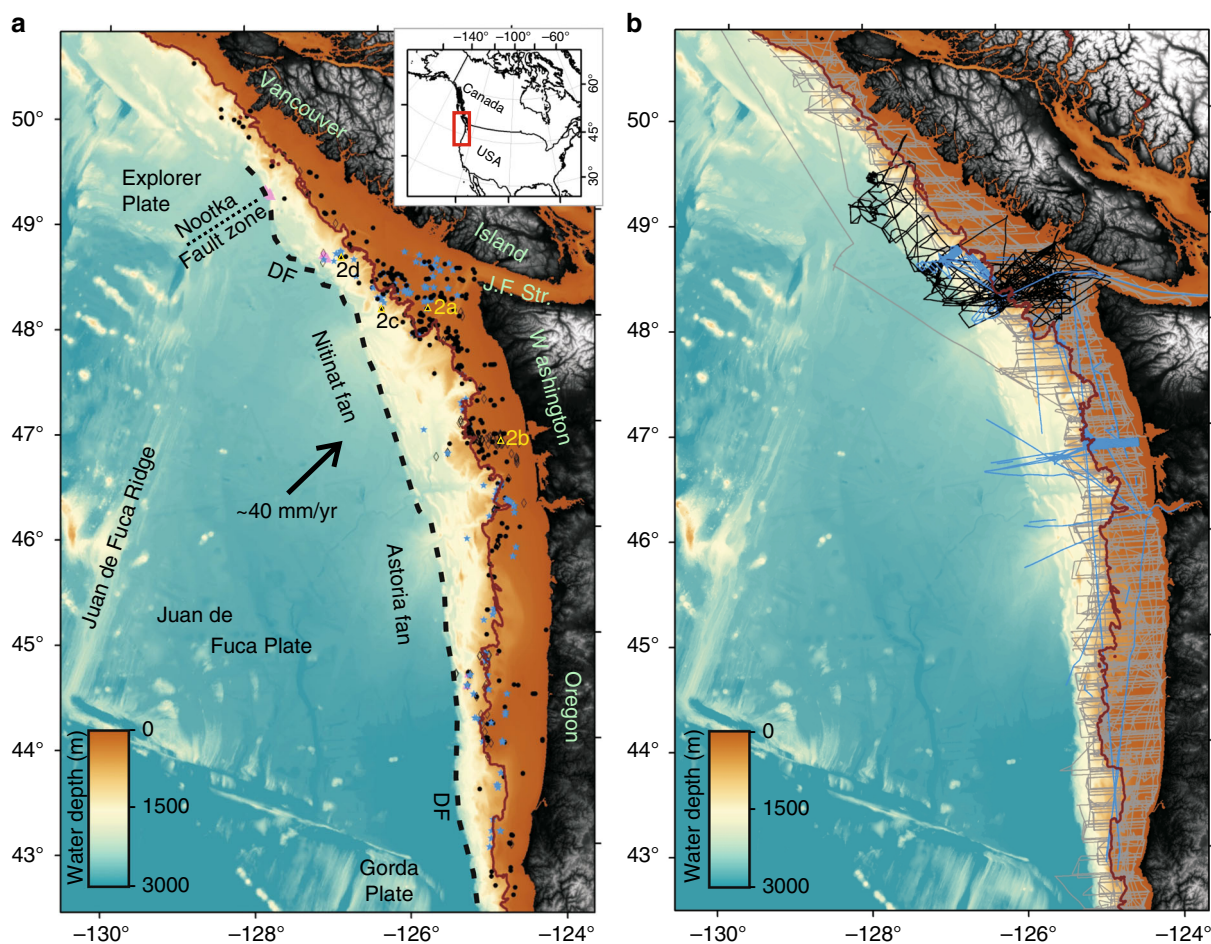 a
−140° −100° −60°
60°
45°
30°
Canada
USA
50°
49°
48°
47°
46°
45°
44°
43°
Vancouver
Island
J.F. Str.
Washington
Oregon
Explorer
Plate
Nootka
Fault zone
DF
2d
2c
2a
2b
Nitinat fan
~40 mm/yr
Astoria fan
Juan de Fuca Ridge
Juan de
Fuca Plate
DF
Gorda
Plate
Water depth (m)
0
1500
3000
−130° −128° −126° −124°
b
50°
49°
48°
47°
46°
45°
44°
43°
Water depth (m)
0
1500
3000
−130° −128° −126° −124°